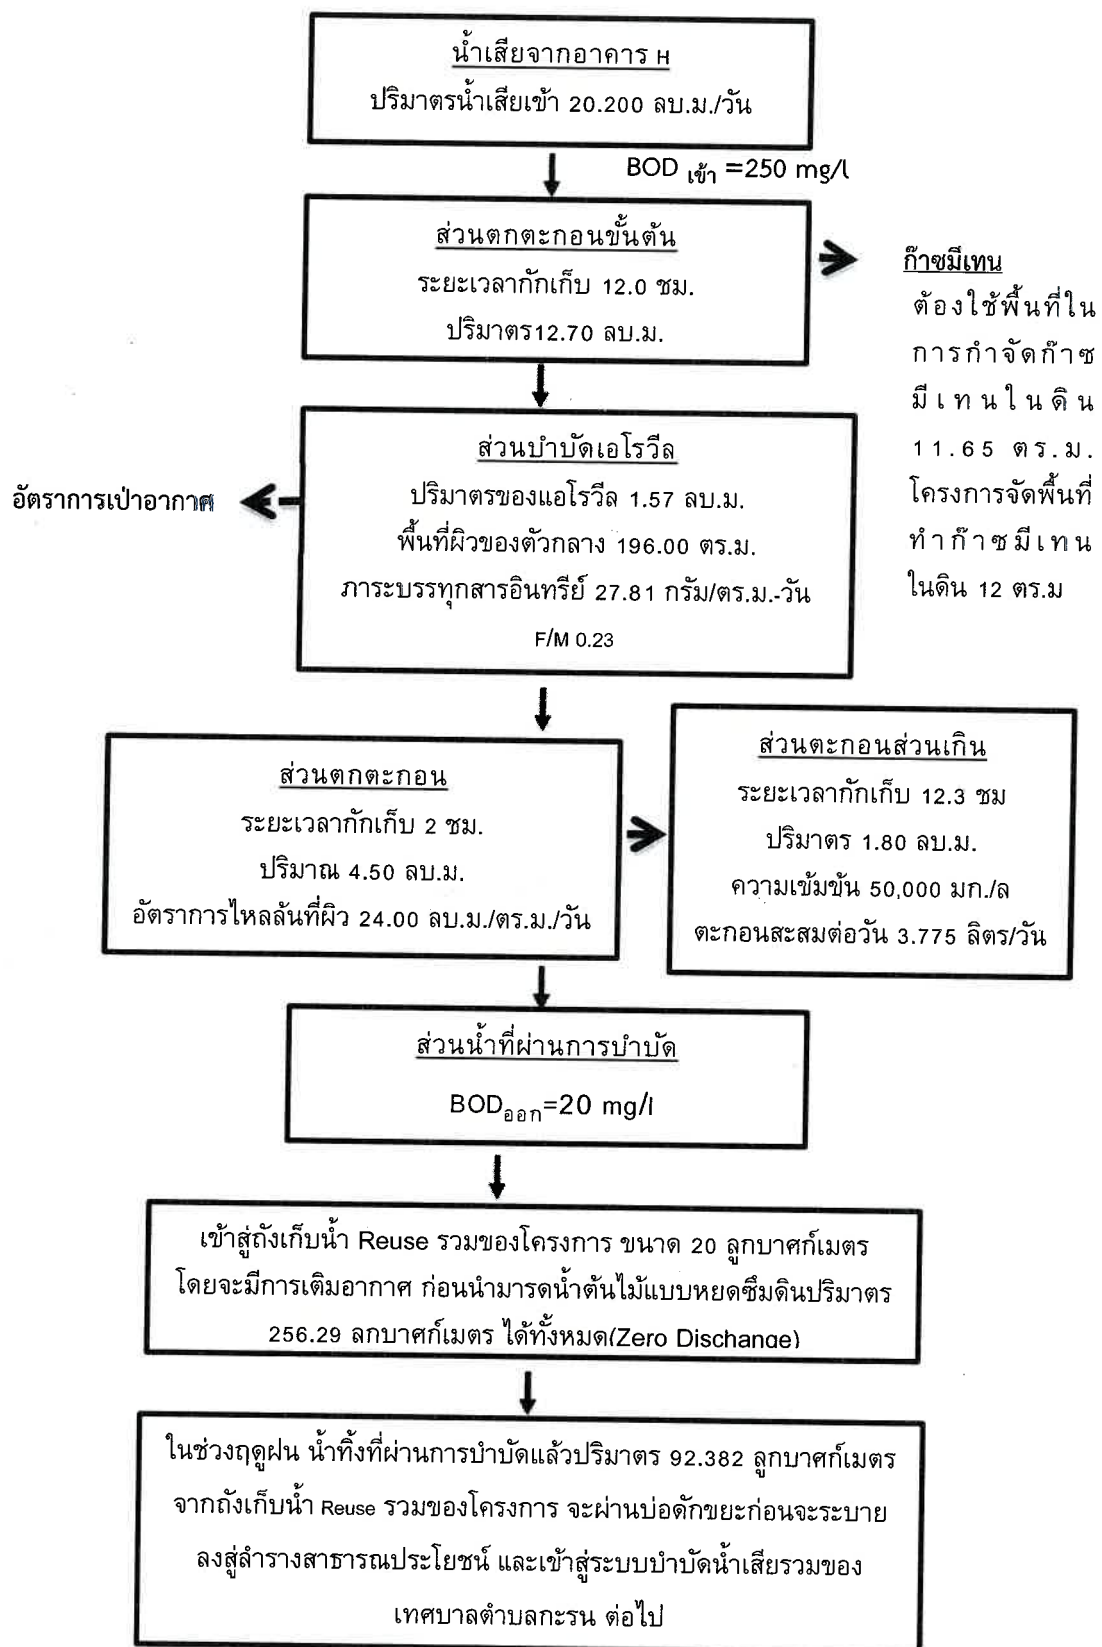 น้ำเสียจากอาคาร H
ปริมาตรน้ำเสียเข้า 20.200 ลบ.ม./วัน
BOD เข้า =250 mg/l
ส่วนตกตะกอนขั้นต้น
ระยะเวลากักเก็บ 12.0 ชม.
ปริมาตร12.70 ลบ.ม.
ก๊าซมีเทน
ต้องใช้พื้นที่ใน
การกำจัดก๊าซ
มีเทนในดิน
11.65 ตร.ม.
โครงการจัดพื้นที่
ทำก๊าซมีเทน
ในดิน 12 ตร.ม
ส่วนบำบัดเอโรวีล
ปริมาตรของแอโรวีล 1.57 ลบ.ม.
พื้นที่ผิวของตัวกลาง 196.00 ตร.ม.
ภาระบรรทุกสารอินทรีย์ 27.81 กรัม/ตร.ม.-วัน
F/M 0.23
อัตราการเป่าอากาศ
ส่วนตกตะกอน
ระยะเวลากักเก็บ 2 ชม.
ปริมาณ 4.50 ลบ.ม.
อัตราการไหลล้นที่ผิว 24.00 ลบ.ม./ตร.ม./วัน
ส่วนตะกอนส่วนเกิน
ระยะเวลากักเก็บ 12.3 ชม
ปริมาตร 1.80 ลบ.ม.
ความเข้มข้น 50,000 มก./ล
ตะกอนสะสมต่อวัน 3.775 ลิตร/วัน
ส่วนน้ำที่ผ่านการบำบัด
BODออก=20 mg/l
เข้าสู่ถังเก็บน้ำ Reuse รวมของโครงการ ขนาด 20 ลูกบาศก์เมตร
โดยจะมีการเติมอากาศ ก่อนนำมารดน้ำต้นไม้แบบหยดซึมดินปริมาตร
256.29 ลกบาศก์เมตร ได้ทั้งหมด(Zero Dischange)
ในช่วงฤดูฝน น้ำทิ้งที่ผ่านการบำบัดแล้วปริมาตร 92.382 ลูกบาศก์เมตร
จากถังเก็บน้ำ Reuse รวมของโครงการ จะผ่านบ่อดักขยะก่อนจะระบาย
ลงสู่ลำรางสาธารณประโยชน์ และเข้าสู่ระบบบำบัดน้ำเสียรวมของ
เทศบาลตำบลกะรน ต่อไป